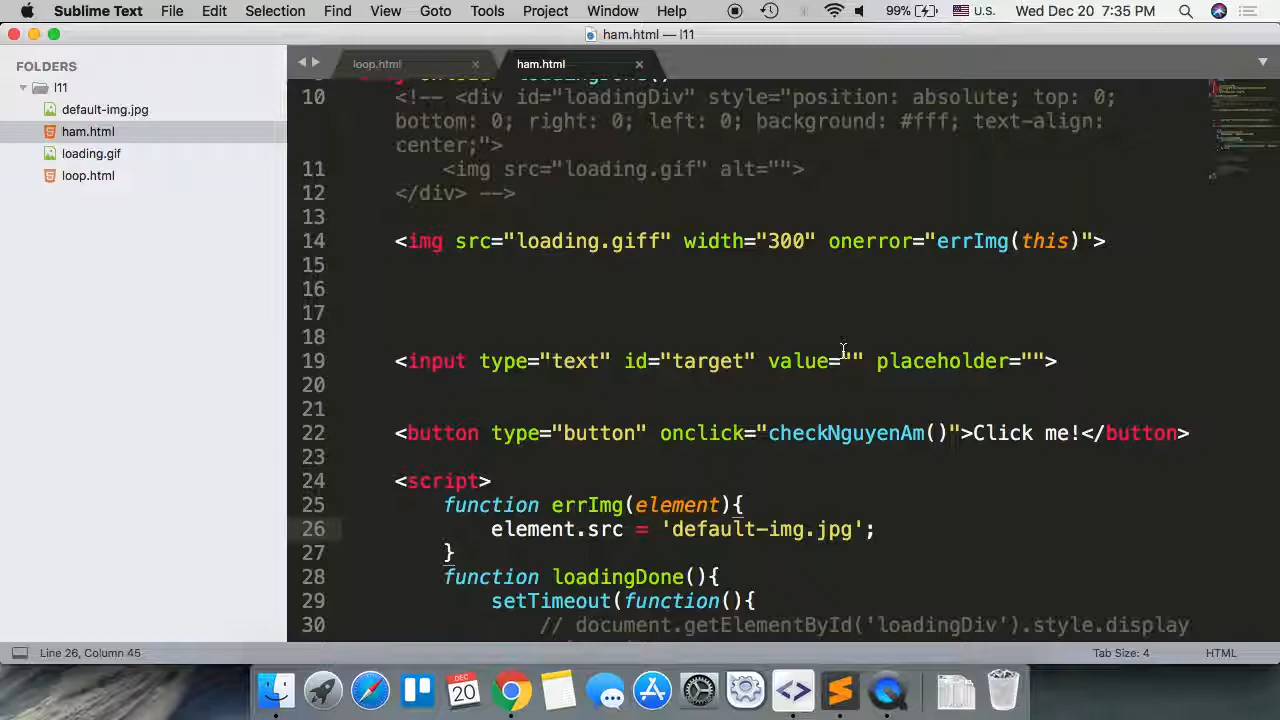 Sublime Text File Edit Selection Find View Goto Tools Project Window Help 99% U.S. Wed Dec 20 7:35 PM
ham.html — l11
FOLDERS
l11
default-img.jpg
ham.html
loading.gif
loop.html
loop.html ham.html
10 <!-- <div id="loadingDiv" style="position: absolute; top: 0;
bottom: 0; right: 0; left: 0; background: #fff; text-align:
center;">
11 <img src="loading.gif" alt="">
12 </div> -->
13
14 <img src="loading.giff" width="300" onerror="errImg(this)">
15
16
17
18
19 <input type="text" id="target" value="" placeholder="">
20
21
22 <button type="button" onclick="checkNguyenAm()">Click me!</button>
23
24 <script>
25 function errImg(element){
26 element.src = 'default-img.jpg';
27 }
28 function loadingDone(){
29 setTimeout(function(){
30 // document.getElementById('loadingDiv').style.display
Line 26, Column 45 Tab Size: 4 HTML
DEC
20